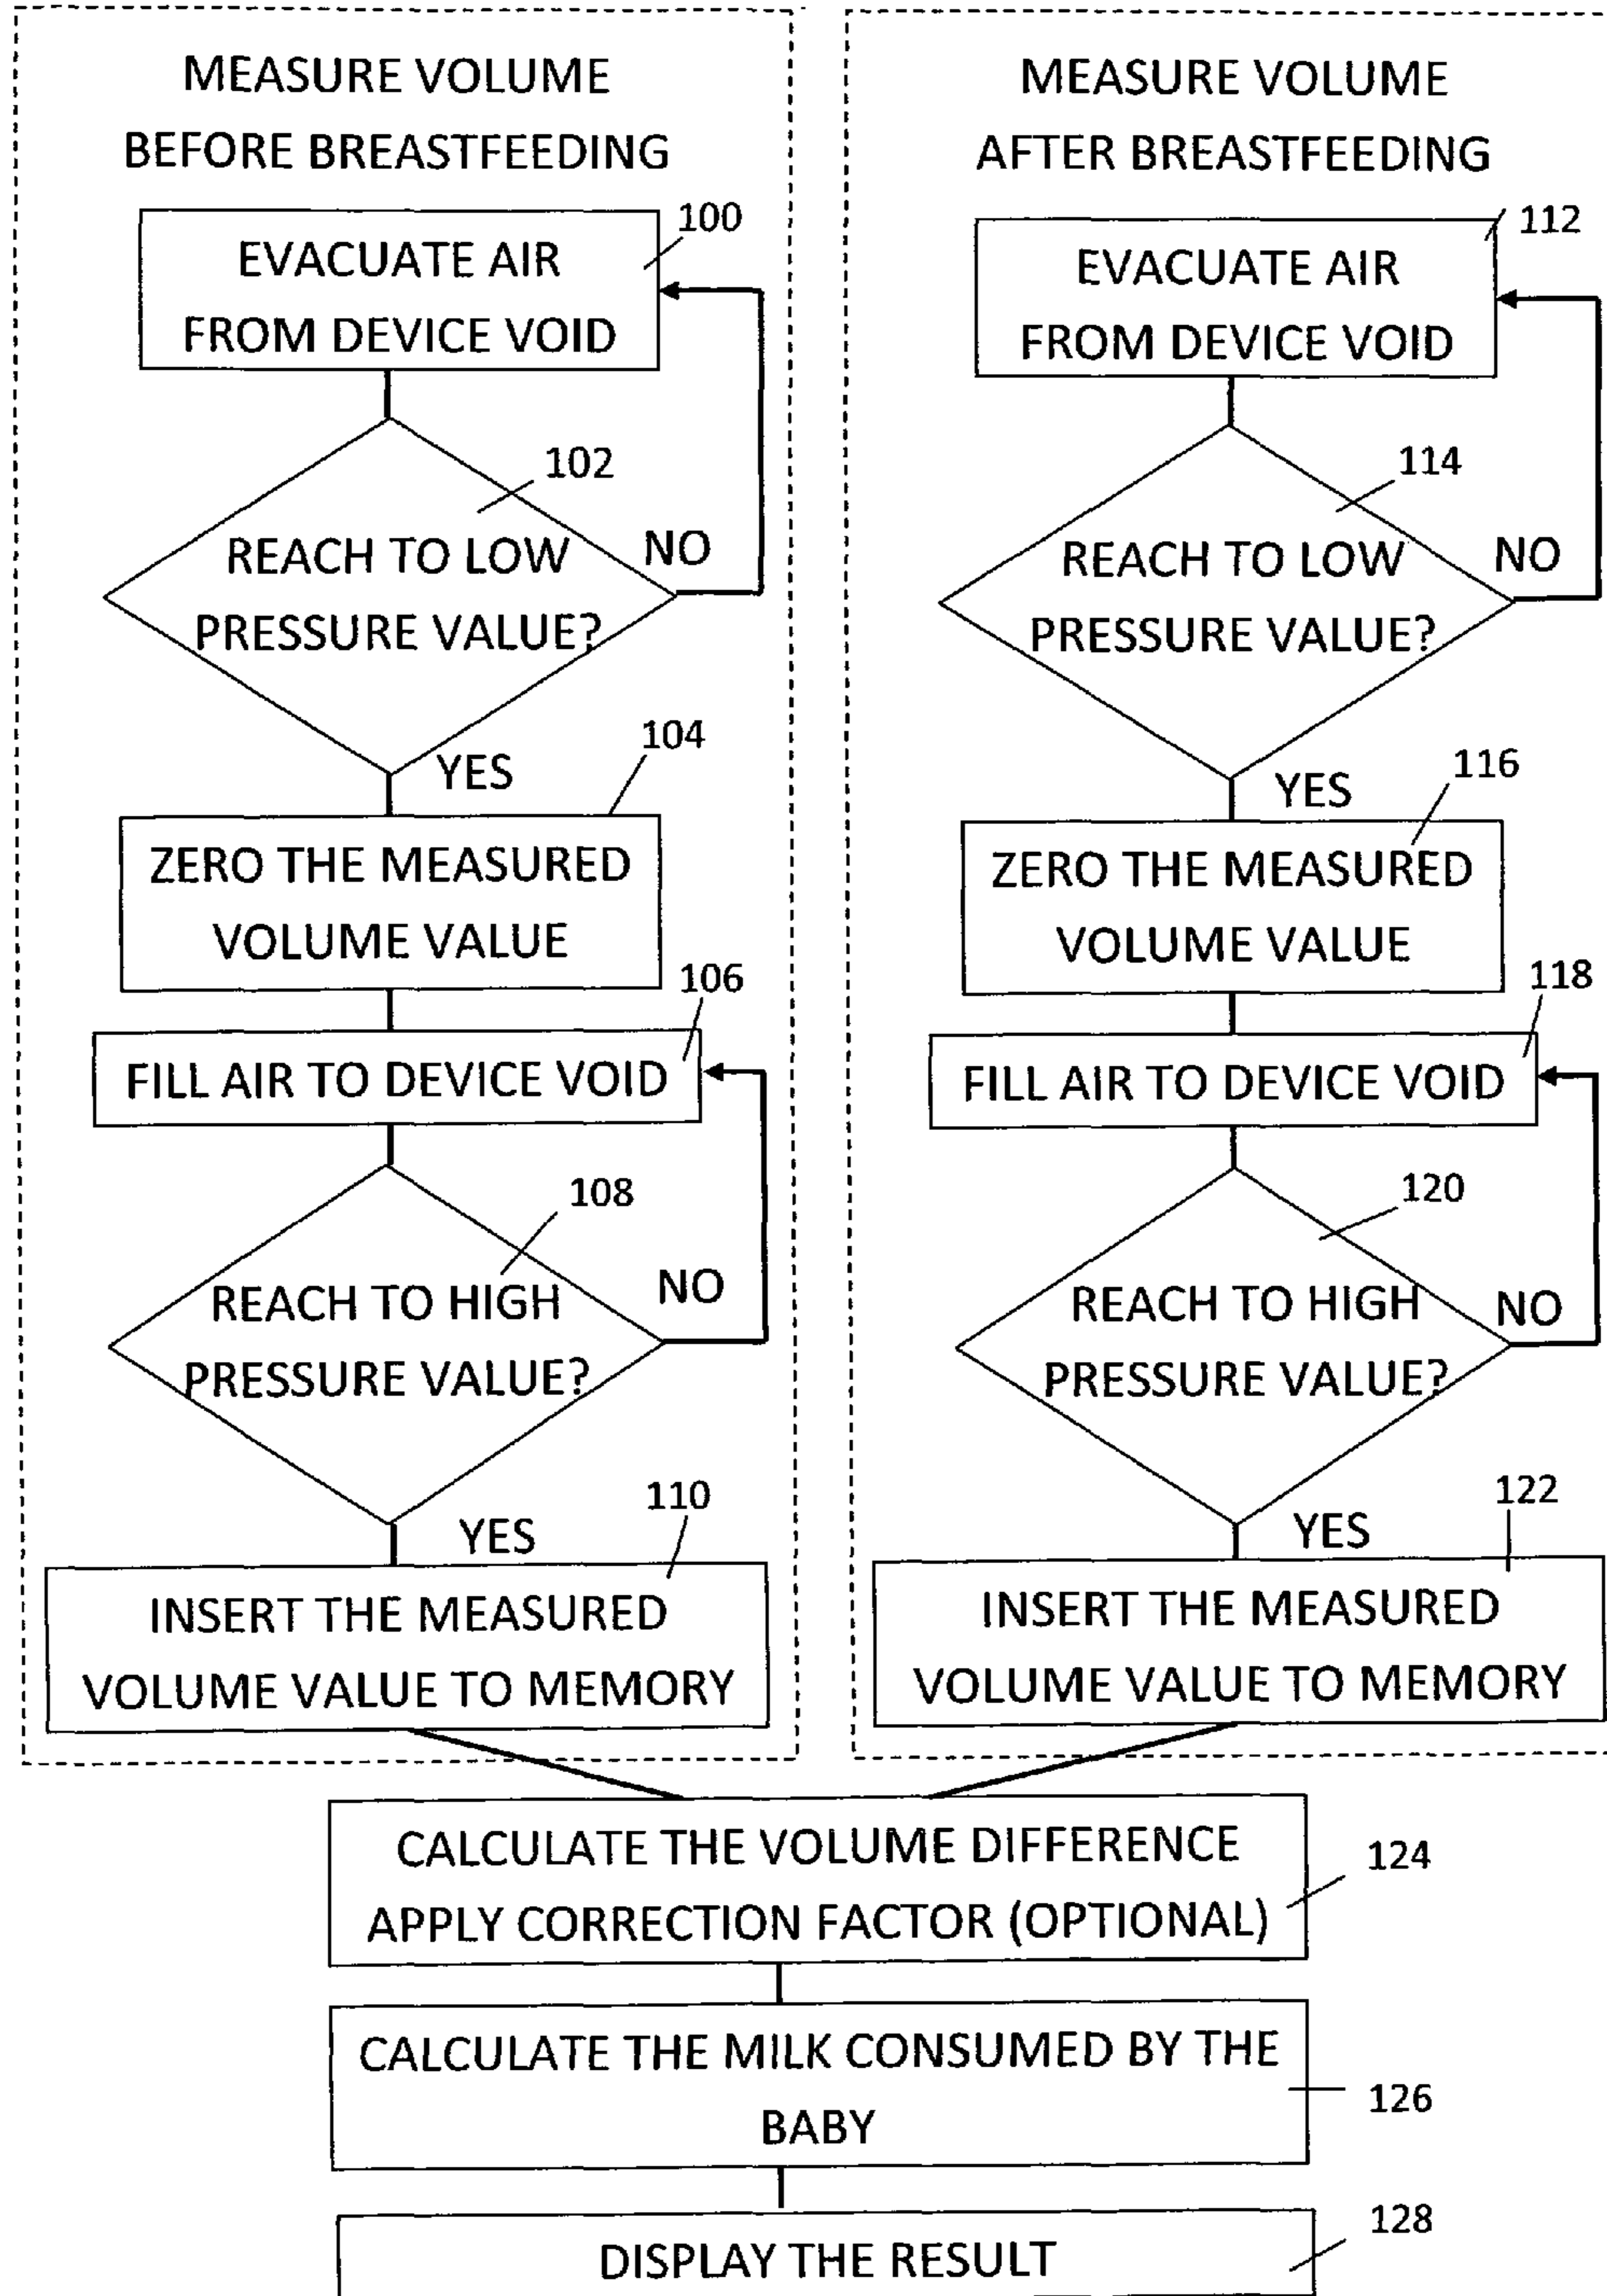 MEASURE VOLUME
BEFORE BREASTFEEDING
100
EVACUATE AIR
FROM DEVICE VOID
102
REACH TO LOW
PRESSURE VALUE?
NO
YES
104
ZERO THE MEASURED
VOLUME VALUE
106
FILL AIR TO DEVICE VOID
108
REACH TO HIGH
PRESSURE VALUE?
NO
YES
110
INSERT THE MEASURED
VOLUME VALUE TO MEMORY
MEASURE VOLUME
AFTER BREASTFEEDING
112
EVACUATE AIR
FROM DEVICE VOID
114
REACH TO LOW
PRESSURE VALUE?
NO
YES
116
ZERO THE MEASURED
VOLUME VALUE
118
FILL AIR TO DEVICE VOID
120
REACH TO HIGH
PRESSURE VALUE?
NO
YES
122
INSERT THE MEASURED
VOLUME VALUE TO MEMORY
CALCULATE THE VOLUME DIFFERENCE
APPLY CORRECTION FACTOR (OPTIONAL)
124
CALCULATE THE MILK CONSUMED BY THE
BABY
126
DISPLAY THE RESULT
128